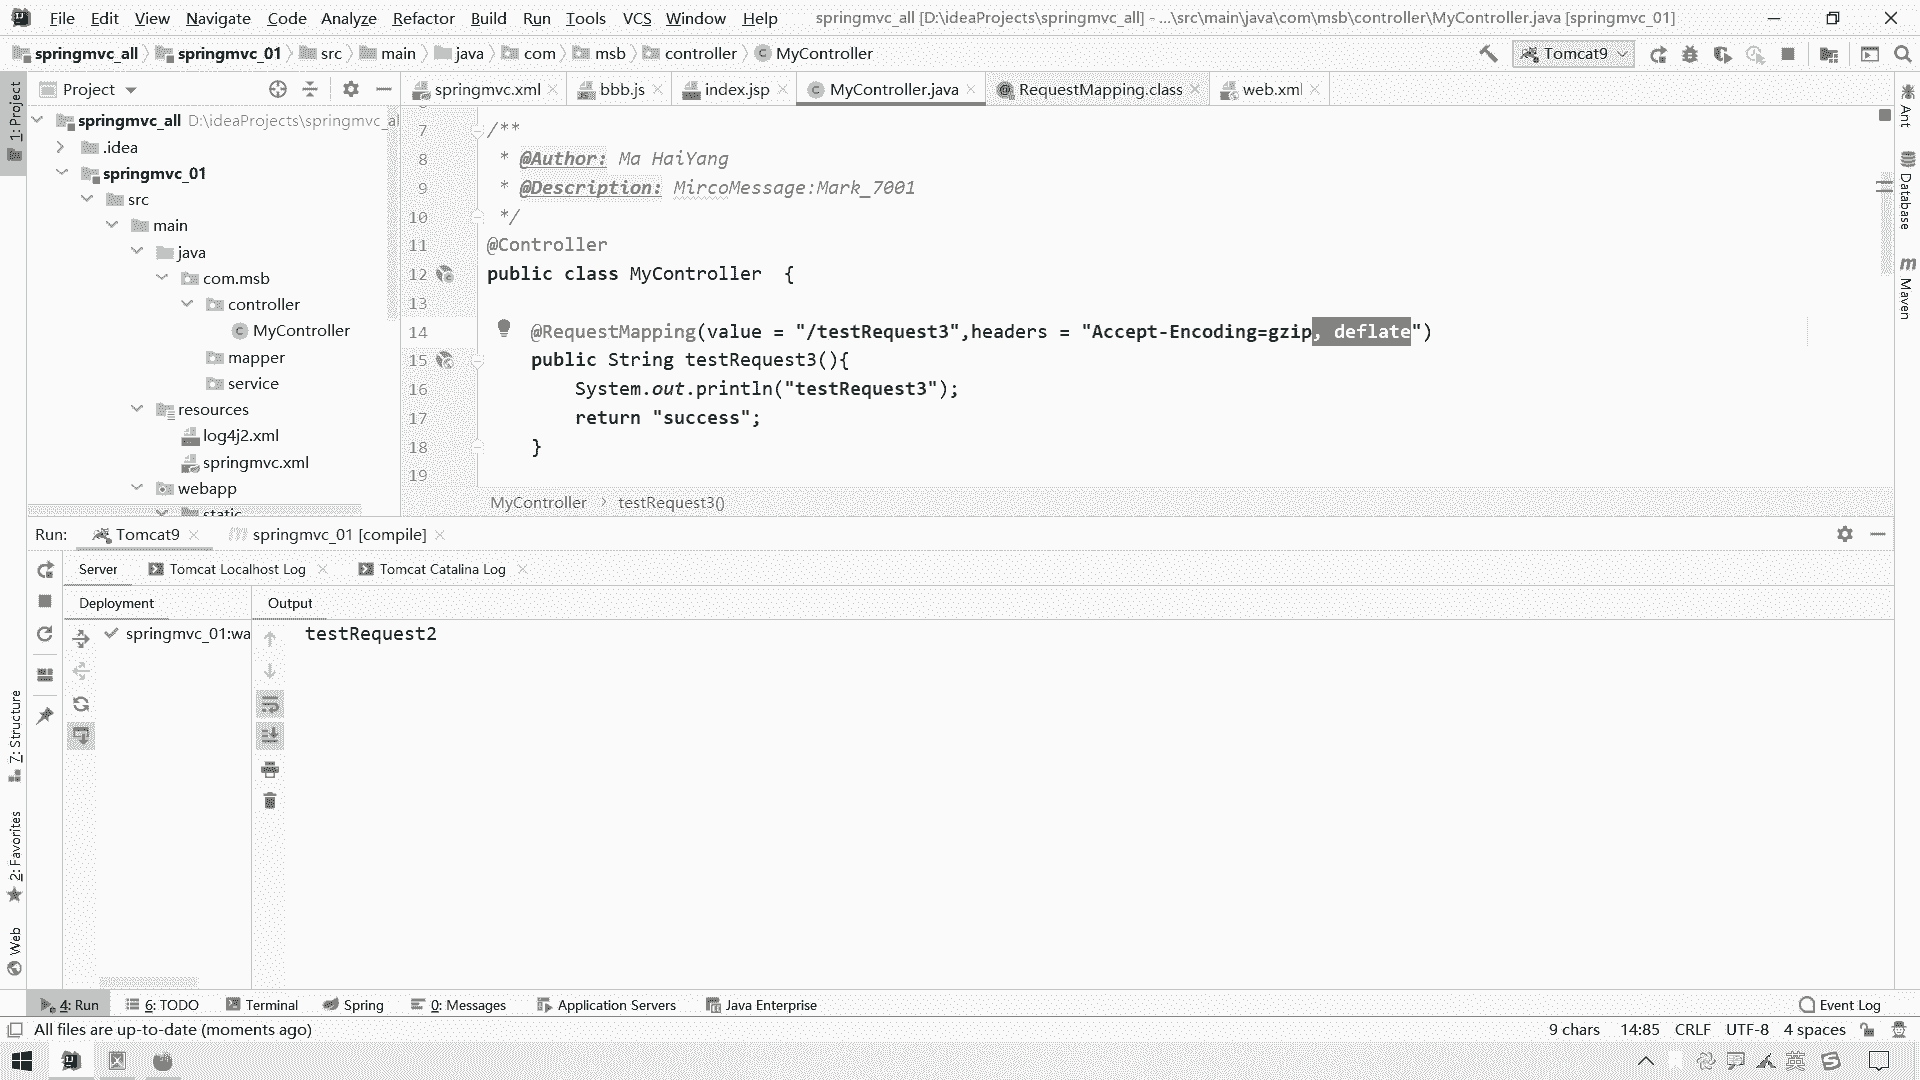 File Edit View Navigate Code Analyze Refactor Build Run Tools VCS Window Help springmvc_all [D:\ideaProjects\springmvc_all] - ...\src\main\java\com\msb\controller\MyController.java [springmvc_01]
springmvc_all springmvc_01 src main java com msb controller MyController Tomcat9
Project springmvc.xml bbb.js index.jsp MyController.java RequestMapping.class web.xml
springmvc_all D:\ideaProjects\springmvc_al
.idea
springmvc_01
src
main
java
com.msb
controller
MyController
mapper
service
resources
log4j2.xml
springmvc.xml
webapp
static
7 /**
8 * @Author: Ma HaiYang
9 * @Description: MircoMessage:Mark_7001
10 */
11 @Controller
12 public class MyController {
13
14 @RequestMapping(value = "/testRequest3",headers = "Accept-Encoding=gzip, deflate")
15 public String testRequest3(){
16 System.out.println("testRequest3");
17 return "success";
18 }
19
MyController › testRequest3()
1: Project
7: Structure
2: Favorites
Web
Ant
Database
m Maven
Run: Tomcat9 springmvc_01 [compile]
Server Tomcat Localhost Log Tomcat Catalina Log
Deployment Output
springmvc_01:wa testRequest2
4: Run 6: TODO Terminal Spring 0: Messages Application Servers Java Enterprise Event Log
All files are up-to-date (moments ago) 9 chars 14:85 CRLF UTF-8 4 spaces
英